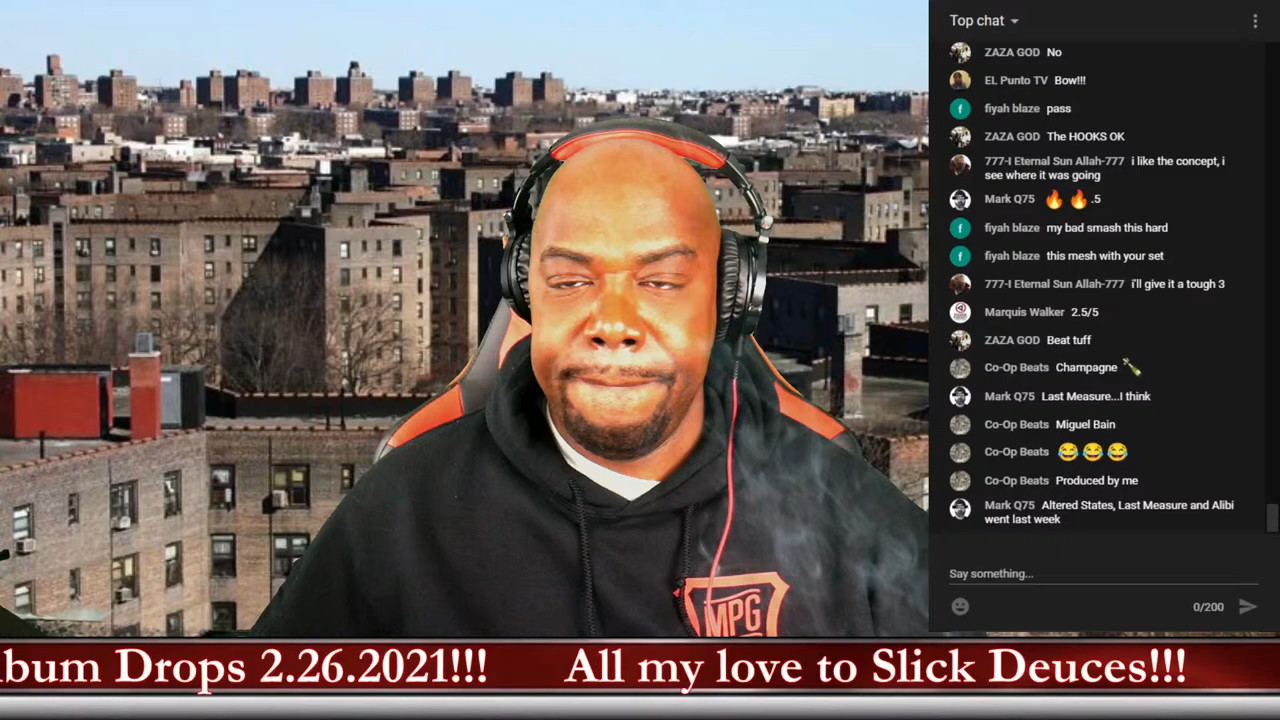 Top chat
ZAZA GOD No
EL Punto TV Bow!!!
f fiyah blaze pass
ZAZA GOD The HOOKS OK
777-I Eternal Sun Allah-777 i like the concept, i
see where it was going
Mark Q75 🔥🔥.5
f fiyah blaze my bad smash this hard
f fiyah blaze this mesh with your set
777-I Eternal Sun Allah-777 i'll give it a tough 3
Marquis Walker 2.5/5
ZAZA GOD Beat tuff
Co-Op Beats Champagne 🍾
Mark Q75 Last Measure...I think
Co-Op Beats Miguel Bain
Co-Op Beats 😂😂😂
Co-Op Beats Produced by me
Mark Q75 Altered States, Last Measure and Alibi
went last week
Say something...
0/200
MPG
lbum Drops 2.26.2021!!! All my love to Slick Deuces!!!